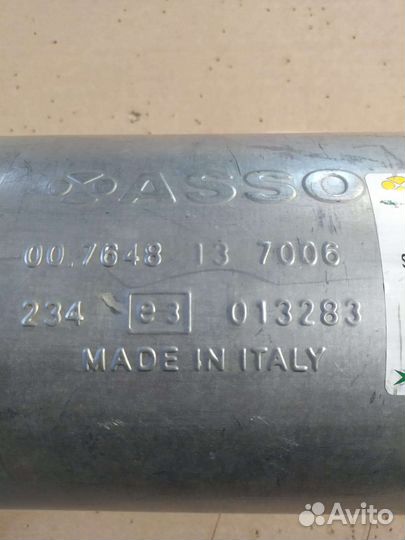 ASSO
00.7648 13 7006
234 e3 013283
MADE IN ITALY
Avito